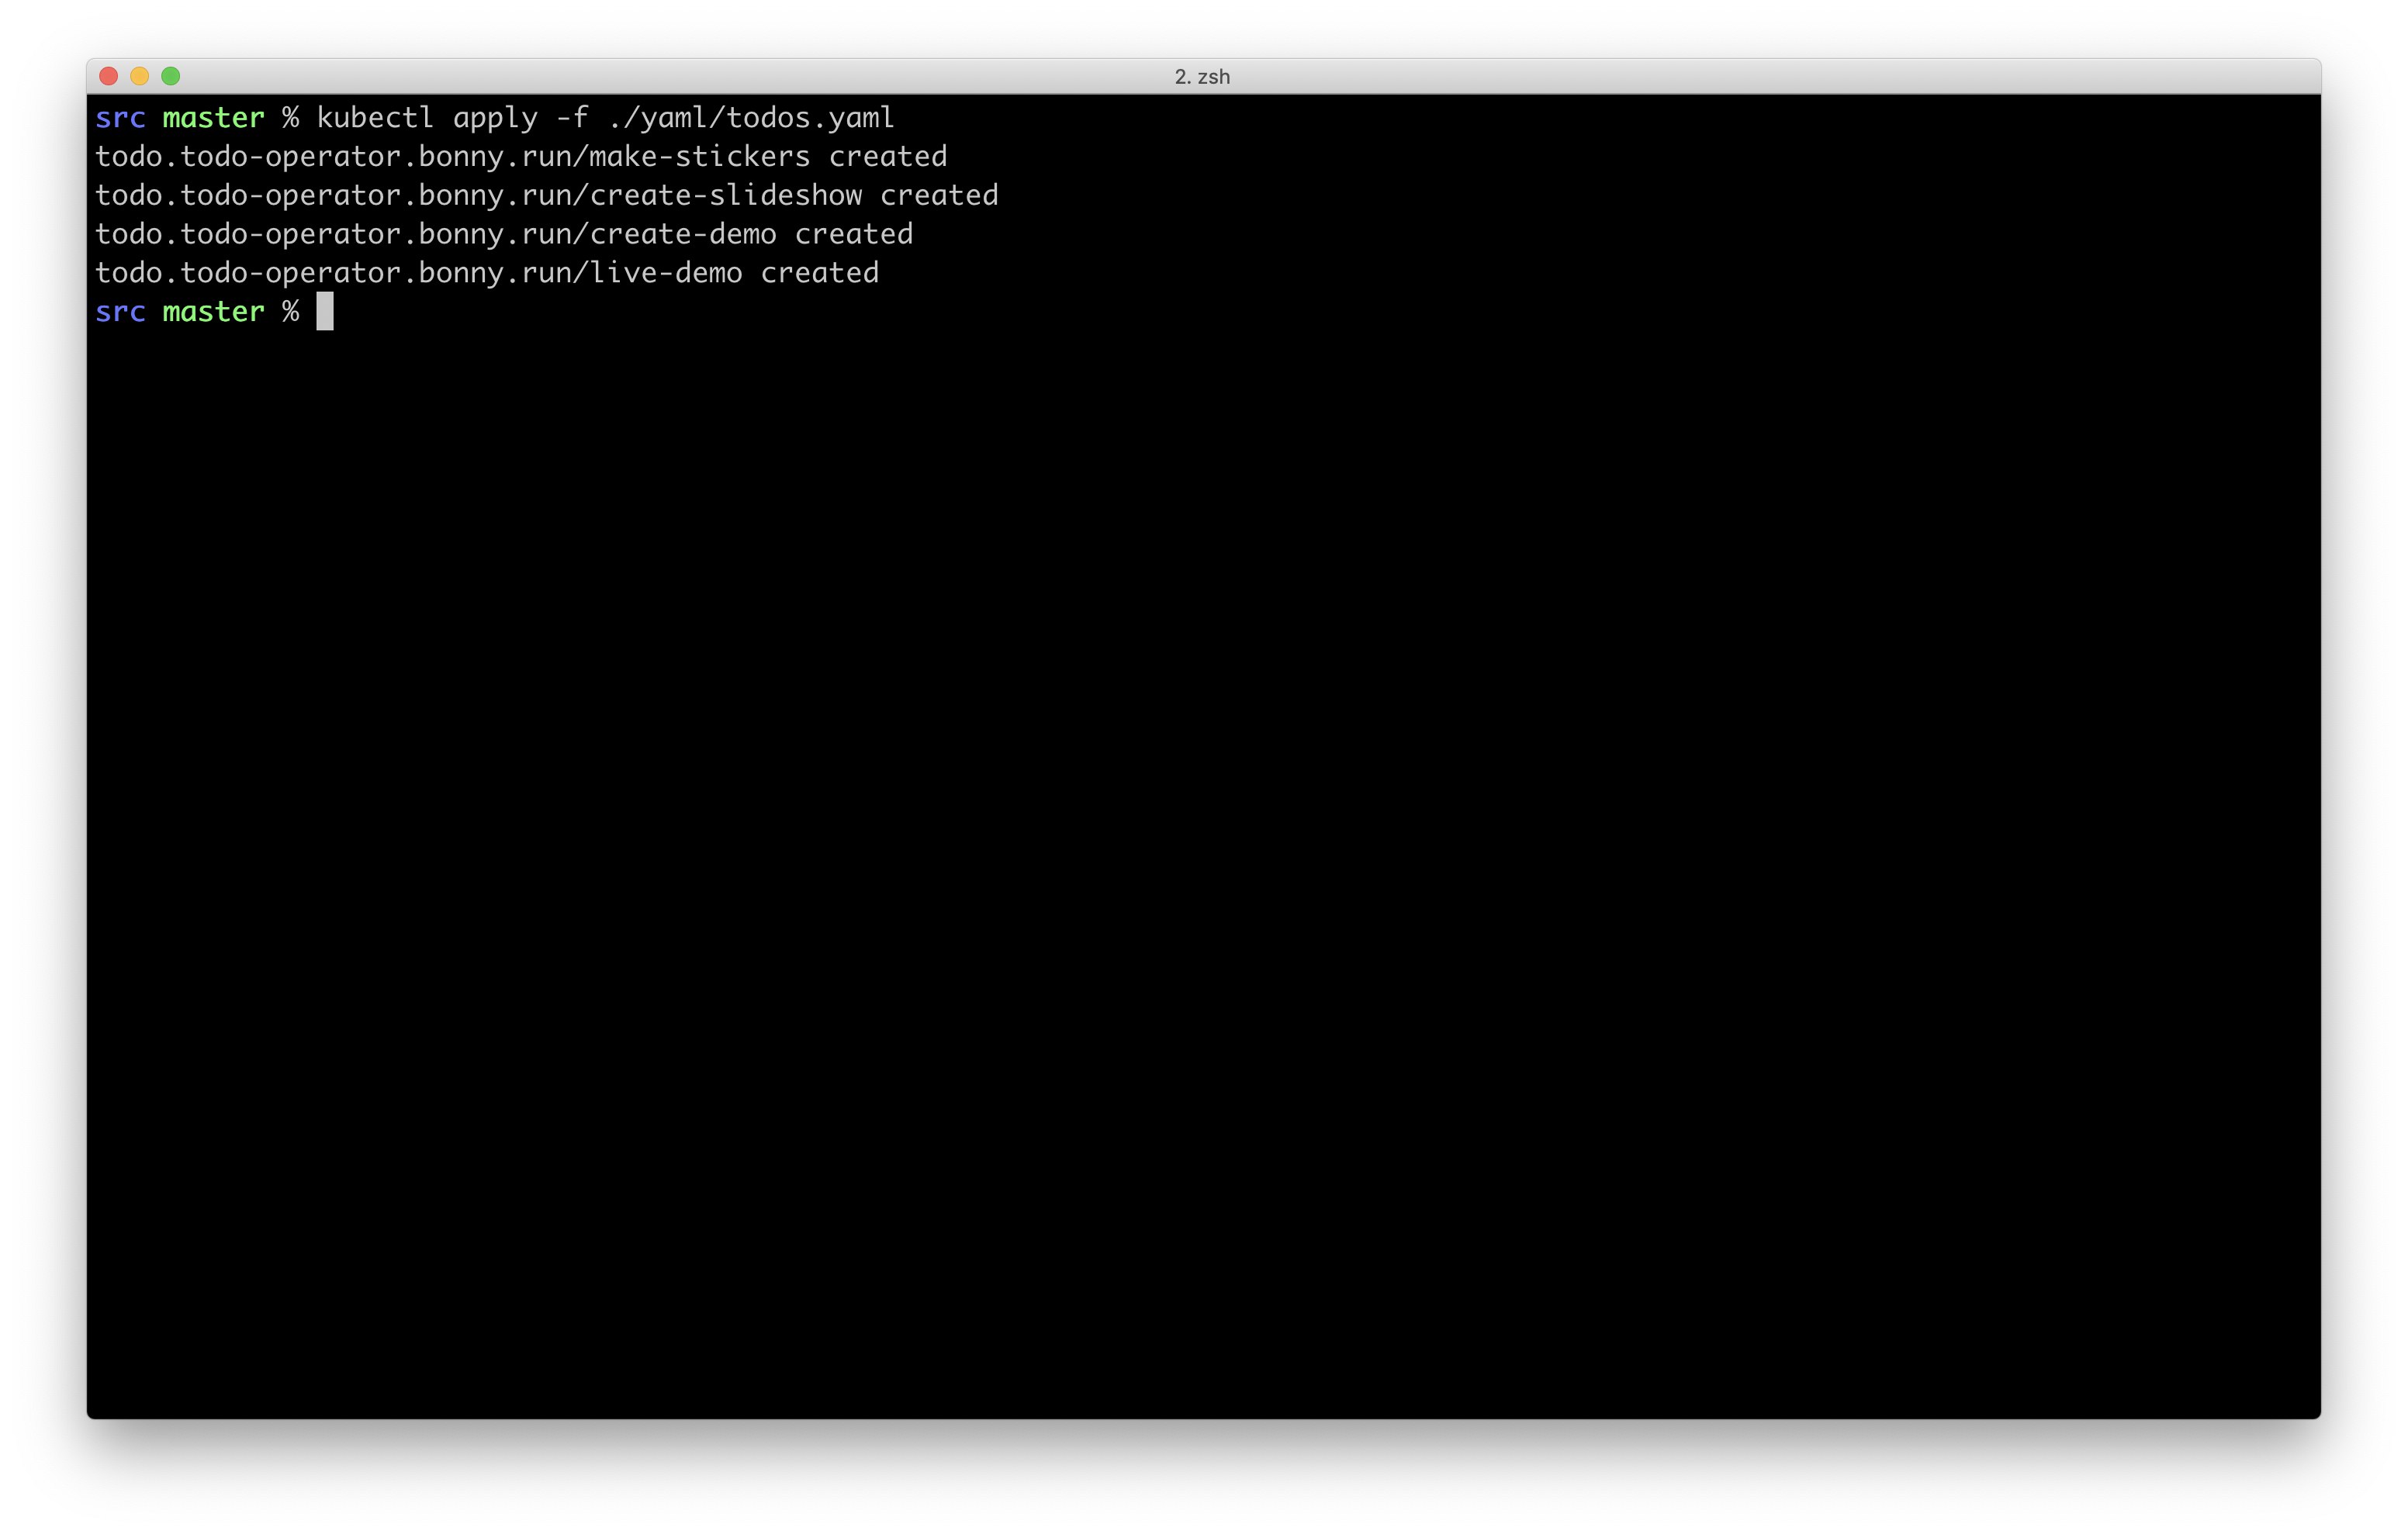 2. zsh
src master % kubectl apply -f ./yaml/todos.yaml
todo.todo-operator.bonny.run/make-stickers created
todo.todo-operator.bonny.run/create-slideshow created
todo.todo-operator.bonny.run/create-demo created
todo.todo-operator.bonny.run/live-demo created
src master %